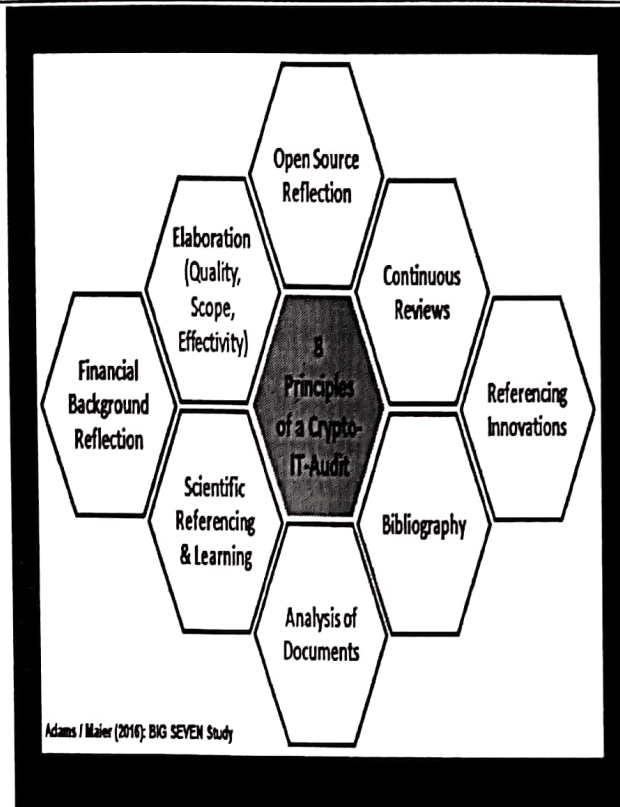 Open Source
Reflection
Elaboration
(Quality,
Scope,
Effectivity)
Continuous
Reviews
Financial
Background
Reflection
8
Principles
of a Crypto-
IT-Audit
Referencing
Innovations
Scientific
Referencing
& Learning
Bibliography
Analysis of
Documents
Adams / Maier (2016): BIG SEVEN Study